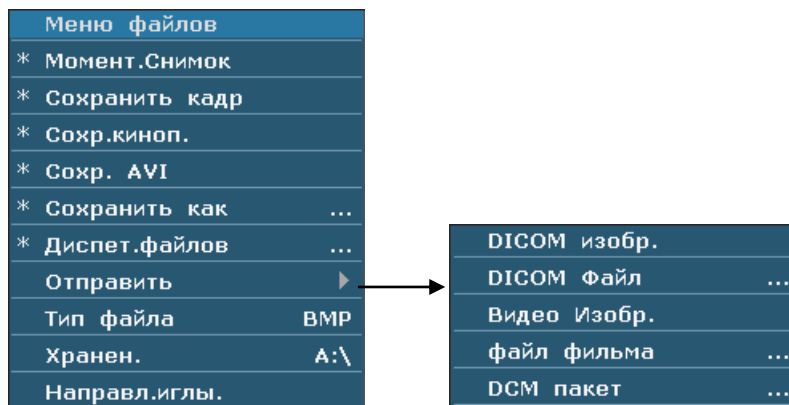 Меню файлов
* Момент.Снимок
* Сохранить кадр
* Сохр.киноп.
* Сохр. AVI
* Сохранить как ...
* Диспет.файлов ...
Отправить
Тип файла BMP
Хранен. A:\
Направл.иглы.
DICOM изобр.
DICOM Файл ...
Видео Изобр.
файл фильма ...
DCM пакет ...